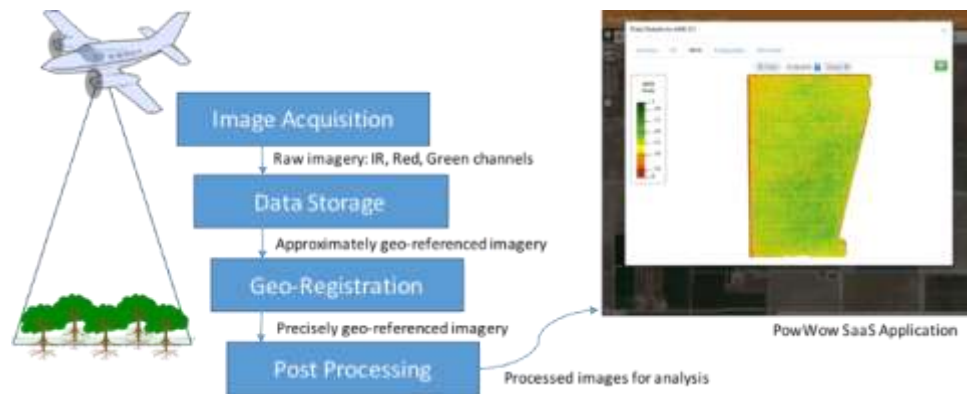 Image Acquisition
Raw imagery: IR, Red, Green channels
Data Storage
Approximately geo-referenced imagery
Geo-Registration
Precisely geo-referenced imagery
Post Processing
Processed images for analysis
PowWow SaaS Application